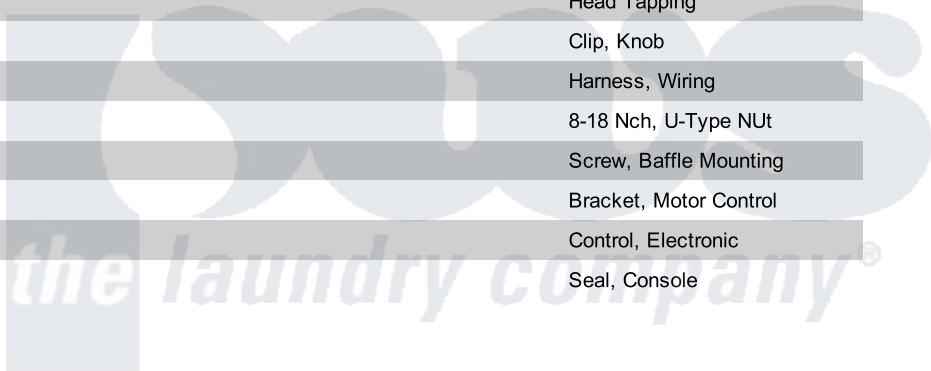 Head Tapping
Clip, Knob
Harness, Wiring
8-18 Nch, U-Type NUt
Screw, Baffle Mounting
Bracket, Motor Control
Control, Electronic
Seal, Console
the laundry company®